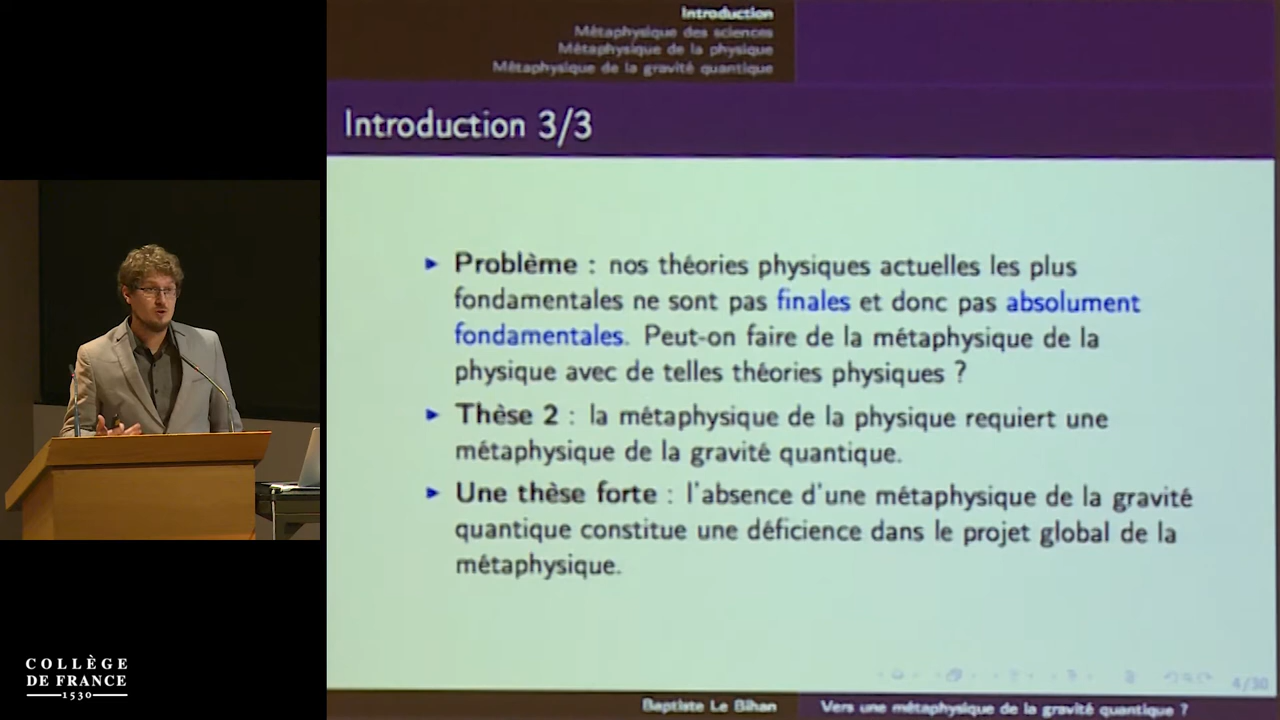 Introduction
Métaphysique des sciences
Métaphysique de la physique
Métaphysique de la gravité quantique
Introduction 3/3
Problème : nos théories physiques actuelles les plus
fondamentales ne sont pas finales et donc pas absolument
fondamentales. Peut-on faire de la métaphysique de la
physique avec de telles théories physiques ?
Thèse 2 : la métaphysique de la physique requiert une
métaphysique de la gravité quantique.
Une thèse forte : l'absence d'une métaphysique de la gravité
quantique constitue une déficience dans le projet global de la
métaphysique.
4/30
Baptiste Le Bihan
Vers une métaphysique de la gravité quantique ?
COLLÈGE
DE FRANCE
1530